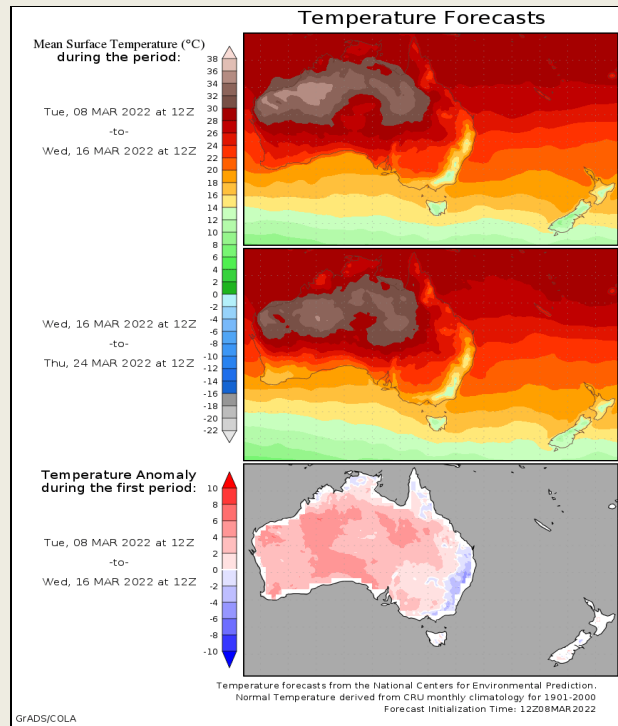 Temperature Forecasts
Mean Surface Temperature (°C)
during the period:
38
36
34
32
30
28
26
24
22
20
18
16
14
12
10
8
6
4
2
0
-2
-4
-6
-8
-10
-12
-14
-16
-18
-20
-22
Tue, 08 MAR 2022 at 12Z
-to-
Wed, 16 MAR 2022 at 12Z
Wed, 16 MAR 2022 at 12Z
-to-
Thu, 24 MAR 2022 at 12Z
Temperature Anomaly
during the first period:
10
8
6
4
2
0
-2
-4
-6
-8
-10
Tue, 08 MAR 2022 at 12Z
-to-
Wed, 16 MAR 2022 at 12Z
Temperature forecasts from the National Centers for Environmental Prediction.
Normal Temperature derived from CRU monthly climatology for 1901-2000
Forecast Initialization Time: 12Z08MAR2022
GrADS/COLA